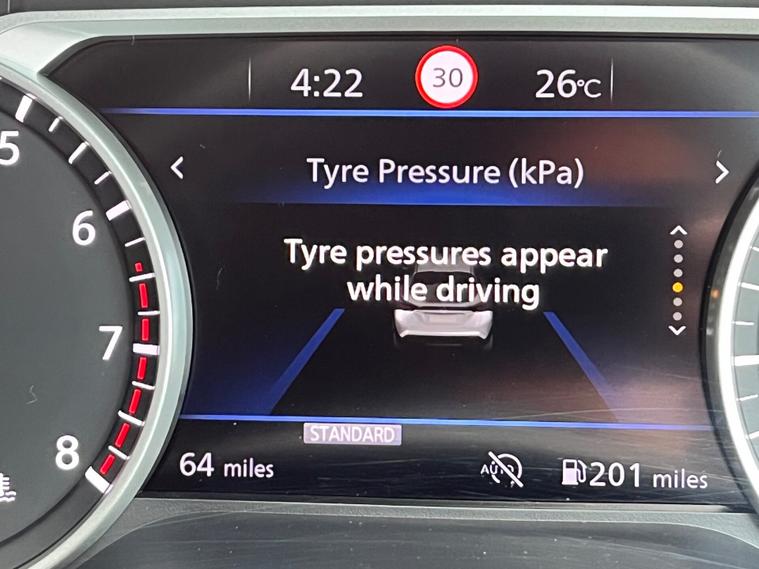 4:22 30 26°C
5
Tyre Pressure (kPa)
6
Tyre pressures appear
while driving
7
STANDARD
8
64 miles AUTO 201 miles